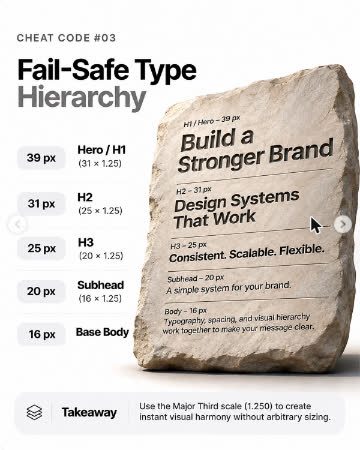 CHEAT CODE #03
Fail-Safe Type
Hierarchy
39 px
Hero / H1
(31 × 1.25)
31 px
H2
(25 × 1.25)
25 px
H3
(20 × 1.25)
20 px
Subhead
(16 × 1.25)
16 px
Base Body
H1 / Hero – 39 px
Build a
Stronger Brand
H2 – 31 px
Design Systems
That Work
H3 – 25 px
Consistent. Scalable. Flexible.
Subhead – 20 px
A simple system for your brand.
Body – 16 px
Typography, spacing, and visual hierarchy
work together to make your message clear.
Takeaway
Use the Major Third scale (1.250) to create
instant visual harmony without arbitrary sizing.